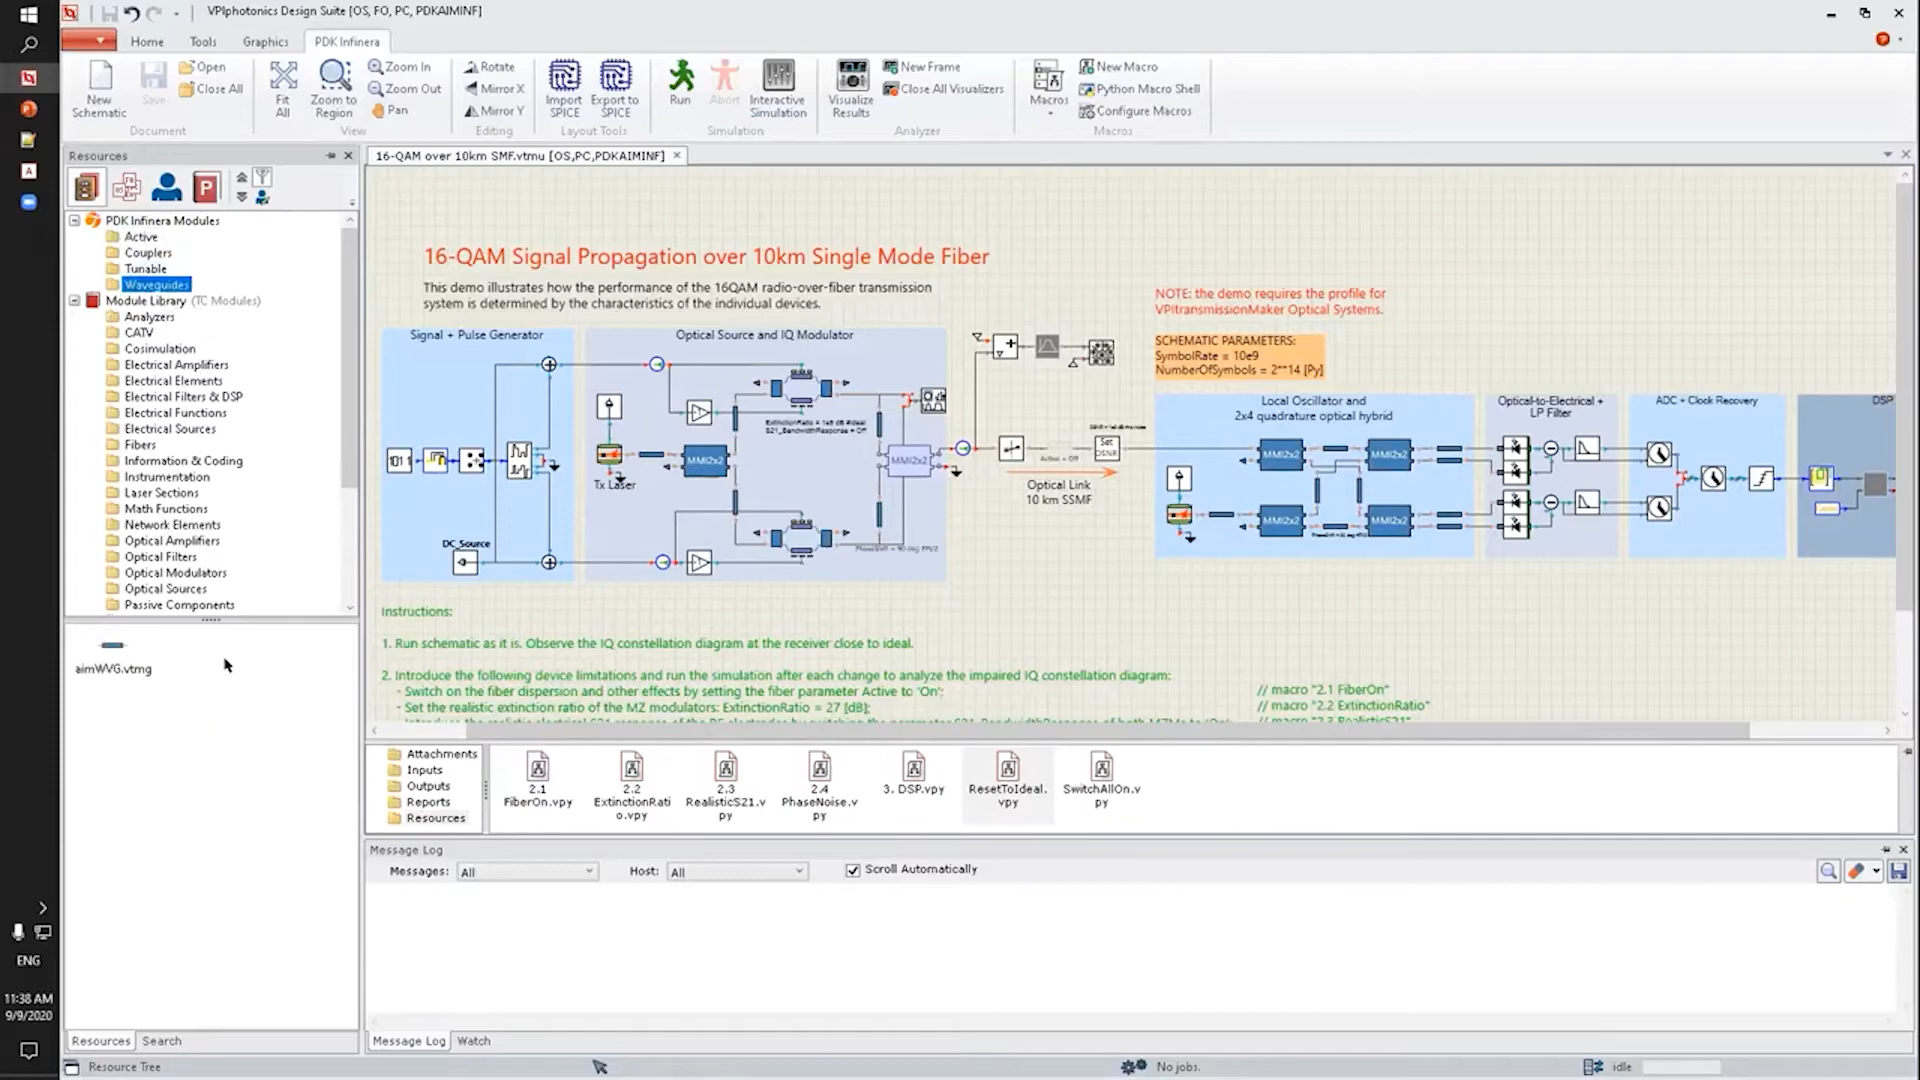 VPIphotonics Design Suite [OS, FO, PC, PDKAIMINF]
Home
Tools
Graphics
PDK Infinera
New Schematic
Save
Open
Close All
Document
Fit All
Zoom to Region
Zoom In
Zoom Out
Pan
View
Rotate
Mirror X
Mirror Y
Editing
Import SPICE
Export to SPICE
Layout Tools
Run
Abort
Interactive Simulation
Simulation
Visualize Results
New Frame
Close All Visualizers
Analyzer
Macros
New Macro
Python Macro Shell
Configure Macros
Macros
Resources
16-QAM over 10km SMF.vtmu [OS,PC,PDKAIMINF]
PDK Infinera Modules
Active
Couplers
Tunable
Waveguides
Module Library (TC Modules)
Analyzers
CATV
Cosimulation
Electrical Amplifiers
Electrical Elements
Electrical Filters & DSP
Electrical Functions
Electrical Sources
Fibers
Information & Coding
Instrumentation
Laser Sections
Math Functions
Network Elements
Optical Amplifiers
Optical Filters
Optical Modulators
Optical Sources
Passive Components
aimWVG.vtmg
Resources
Search
Resource Tree
16-QAM Signal Propagation over 10km Single Mode Fiber
This demo illustrates how the performance of the 16QAM radio-over-fiber transmission
system is determined by the characteristics of the individual devices.
NOTE: the demo requires the profile for
VPItransmissionMaker Optical Systems.
SCHEMATIC PARAMETERS:
SymbolRate = 10e9
NumberOfSymbols = 2**14 [Py]
Signal + Pulse Generator
Optical Source and IQ Modulator
Local Oscillator and
2x4 quadrature optical hybrid
Optical-to-Electrical +
LP Filter
ADC + Clock Recovery
DSP
DC_Source
Tx Laser
MMI2x2
MMI2x2
S21_BandwidthResponse = Off
Active = Off
Set OSNR
Optical Link
10 km SSMF
MMI2x2
MMI2x2
MMI2x2
MMI2x2
Instructions:
1. Run schematic as it is. Observe the IQ constellation diagram at the receiver close to ideal.
2. Introduce the following device limitations and run the simulation after each change to analyze the impaired IQ constellation diagram:
- Switch on the fiber dispersion and other effects by setting the fiber parameter Active to 'On';
// macro "2.1 FiberOn"
- Set the realistic extinction ratio of the MZ modulators: ExtinctionRatio = 27 [dB];
// macro "2.2 ExtinctionRatio"
Attachments
Inputs
Outputs
Reports
Resources
2.1 FiberOn.vpy
2.2 ExtinctionRatio.vpy
2.3 RealisticS21.vpy
2.4 PhaseNoise.vpy
3. DSP.vpy
ResetToIdeal.vpy
SwitchAllOn.vpy
Message Log
Messages: All
Host: All
Scroll Automatically
Message Log
Watch
No jobs.
idle
ENG
11:38 AM
9/9/2020